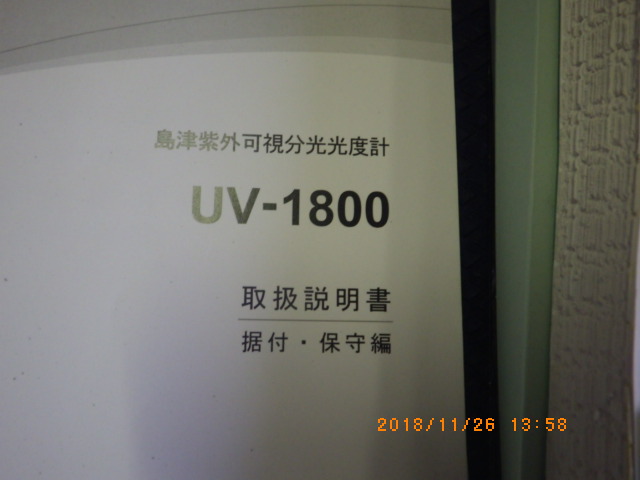 島津紫外可視分光光度計
UV-1800
取扱説明書
据付・保守編
2018/11/26 13:58